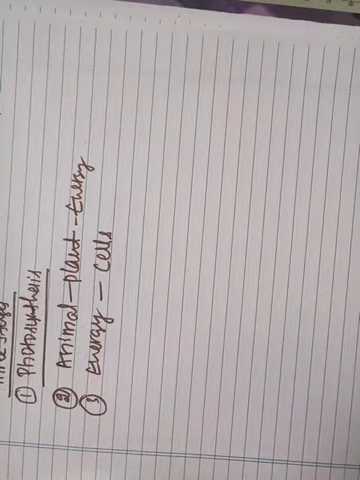 ① Photosynthesis
② Animal - plant - Energy
③ Energy - cells